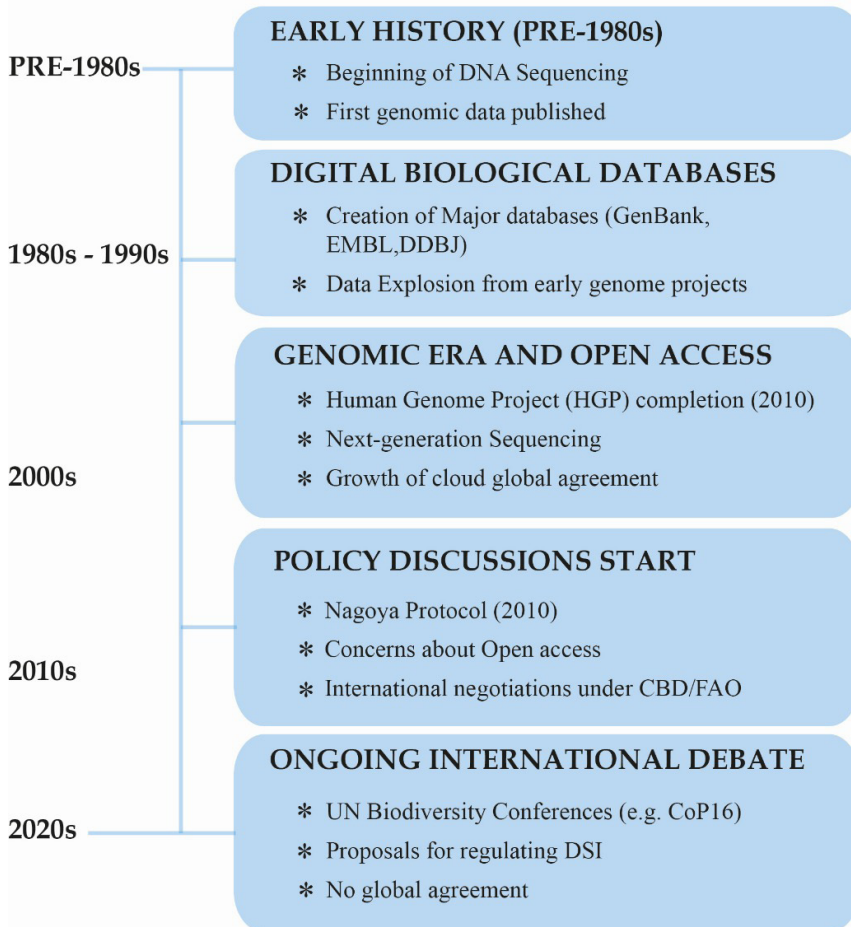 EARLY HISTORY (PRE-1980s)
PRE-1980s
* Beginning of DNA Sequencing
* First genomic data published
DIGITAL BIOLOGICAL DATABASES
* Creation of Major databases (GenBank,
EMBL,DDBJ)
1980s - 1990s
* Data Explosion from early genome projects
GENOMIC ERA AND OPEN ACCESS
* Human Genome Project (HGP) completion (2010)
* Next-generation Sequencing
2000s
* Growth of cloud global agreement
POLICY DISCUSSIONS START
* Nagoya Protocol (2010)
* Concerns about Open access
2010s
* International negotiations under CBD/FAO
ONGOING INTERNATIONAL DEBATE
* UN Biodiversity Conferences (e.g. CoP16)
2020s
* Proposals for regulating DSI
* No global agreement